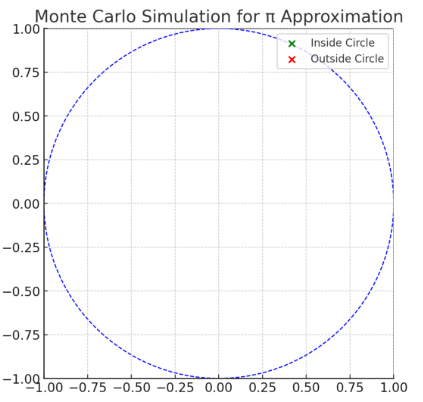 Monte Carlo Simulation for π Approximation
1.00
Inside Circle
Outside Circle
0.75
0.50
0.25
0.00
−0.25
−0.50
−0.75
−1.00
−1.00 −0.75 −0.50 −0.25 0.00 0.25 0.50 0.75 1.00